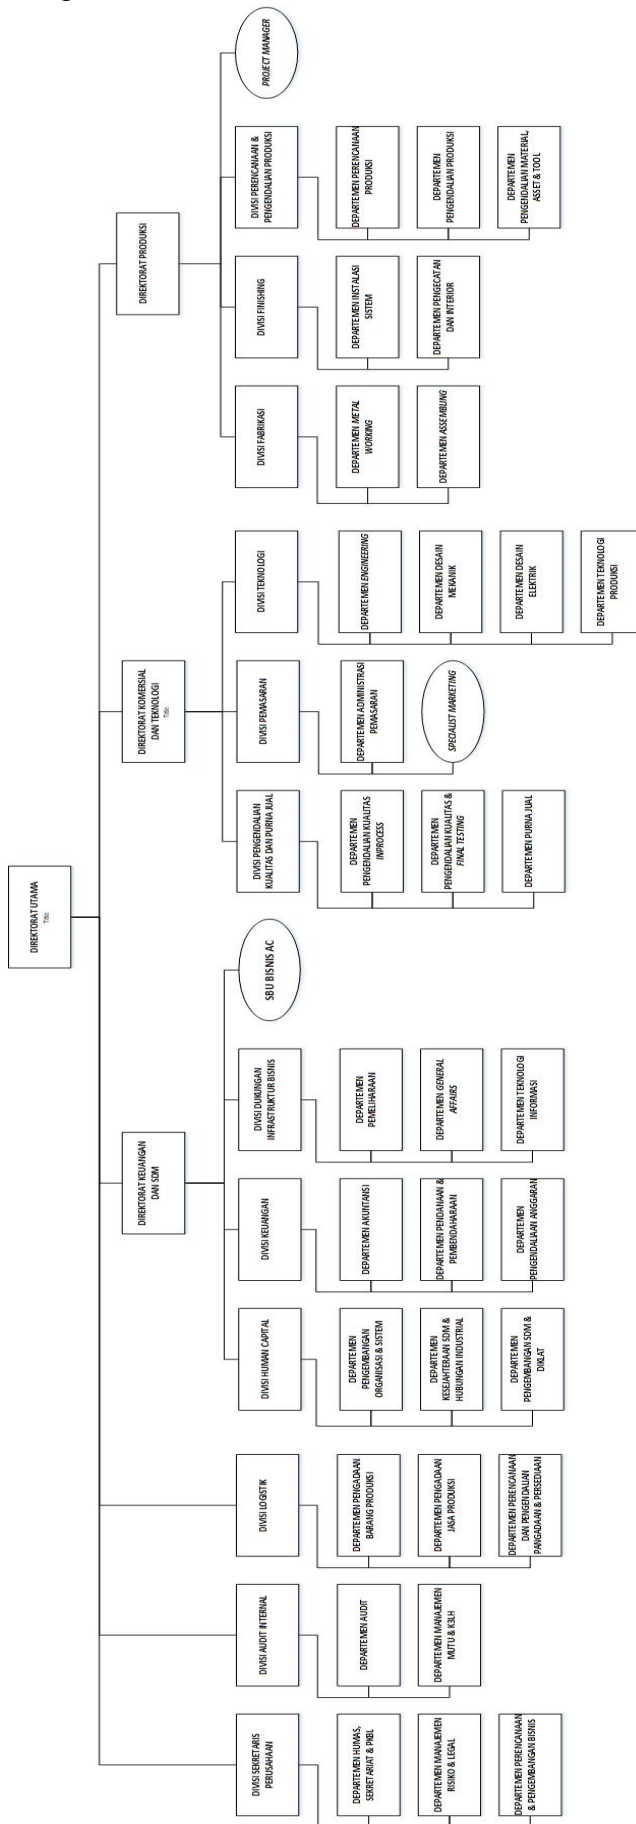 DIREKTORAT UTAMA
Title
DIREKTORAT KEUANGAN
DAN SDM
DIREKTORAT KOMERSIAL
DAN TEKNOLOGI
Title
DIREKTORAT PRODUKSI
DIVISI SEKRETARIS
PERUSAHAAN
DIVISI AUDIT INTERNAL
DIVISI LOGISTIK
DIVISI HUMAN CAPITAL
DIVISI KEUANGAN
DIVISI DUKUNGAN
INFRASTRUKTUR BISNIS
SBU BISNIS AC
DIVISI PENGENDALIAN
KUALITAS DAN PURNA JUAL
DIVISI PEMASARAN
DIVISI TEKNOLOGI
DIVISI FABRIKASI
DIVISI FINISHING
DIVISI PERENCANAAN &
PENGENDALIAN PRODUKSI
PROJECT MANAGER
DEPARTEMEN HUMAS,
SEKRETARIAT & PKBL
DEPARTEMEN AUDIT
DEPARTEMEN PENGADAAN
BARANG PRODUKSI
DEPARTEMEN
PENGEMBANGAN
ORGANISASI & SISTEM
DEPARTEMEN AKUNTANSI
DEPARTEMEN
PEMELIHARAAN
DEPARTEMEN
PENGENDALIAN KUALITAS
INPROCESS
DEPARTEMEN ADMINISTRASI
PEMASARAN
DEPARTEMEN ENGINEERING
DEPARTEMEN METAL
WORKING
DEPARTEMEN INSTALASI
SISTEM
DEPARTEMEN PERENCANAAN
PRODUKSI
DEPARTEMEN MANAJEMEN
RISIKO & LEGAL
DEPARTEMEN MANAJEMEN
MUTU & K3LH
DEPARTEMEN PENGADAAN
JASA PRODUKSI
DEPARTEMEN
KESEJAHTERAAN SDM &
HUBUNGAN INDUSTRIAL
DEPARTEMEN PENDANAAN &
PEMBENDAHARAAN
DEPARTEMEN GENERAL
AFFAIRS
DEPARTEMEN
PENGENDALIAN KUALITAS &
FINAL TESTING
SPECIALIST MARKETING
DEPARTEMEN DESAIN
MEKANIK
DEPARTEMEN ASSEMBLING
DEPARTEMEN PENGECATAN
DAN INTERIOR
DEPARTEMEN
PENGENDALIAN PRODUKSI
DEPARTEMEN PERENCANAAN
& PENGEMBANGAN BISNIS
DEPARTEMEN PERENCANAAN
DAN PENGENDALIAN
PANGADAAN & PERSEDIAAN
DEPARTEMEN
PENGEMBANGAN SDM &
DIKLAT
DEPARTEMEN
PENGENDALIAAN ANGGARAN
DEPARTEMEN TEKNOLOGI
INFORMASI
DEPARTEMEN PURNA JUAL
DEPARTEMEN DESAIN
ELEKTRIK
DEPARTEMEN
PENGENDALIAN MATERIAL,
ASSET & TOOL
DEPARTEMEN TEKNOLOGI
PRODUKSI